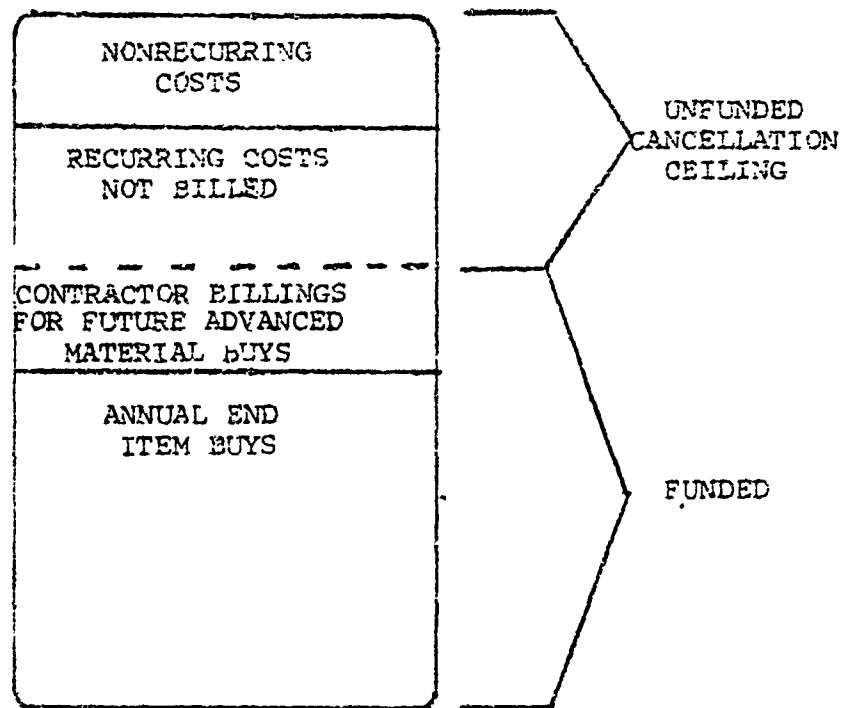 NONRECURRING
COSTS
RECURRING COSTS
NOT BILLED
CONTRACTOR BILLINGS
FOR FUTURE ADVANCED
MATERIAL BUYS
ANNUAL END
ITEM BUYS
UNFUNDED
CANCELLATION
CEILING
FUNDED